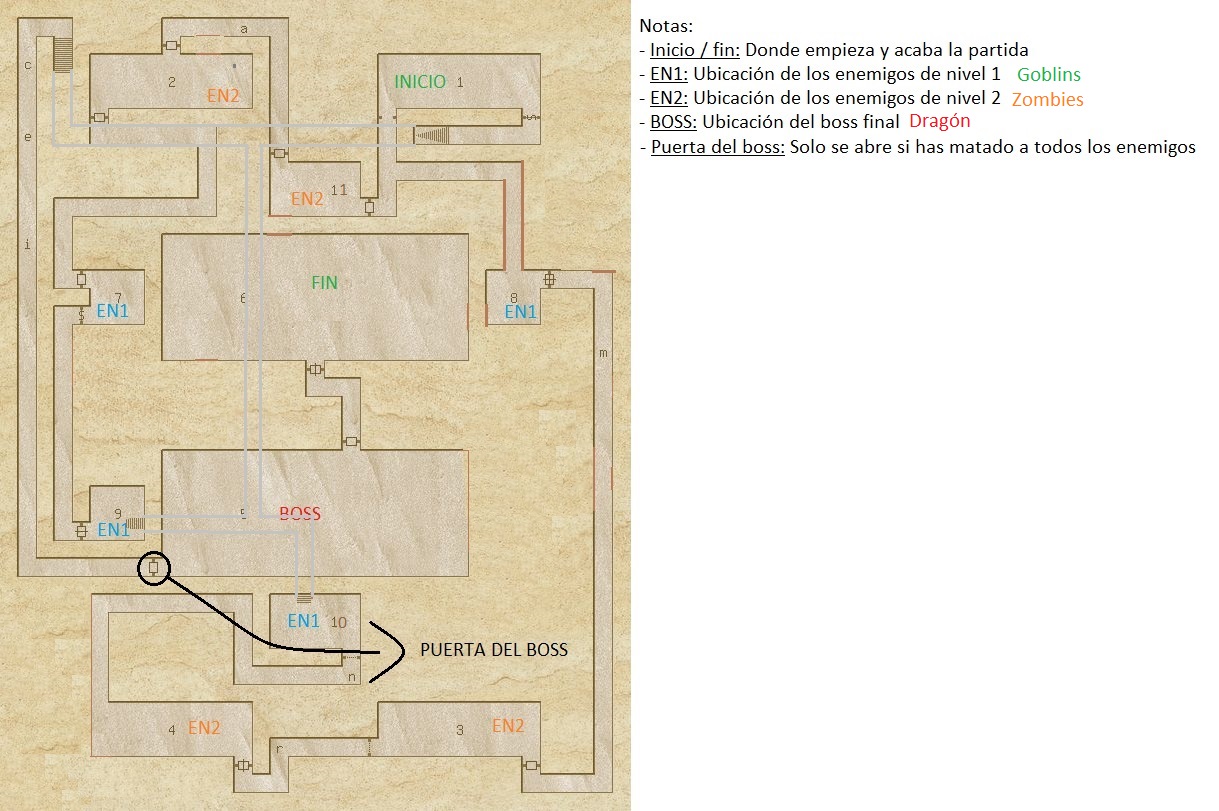 Notas:
- Inicio / fin: Donde empieza y acaba la partida
- EN1: Ubicación de los enemigos de nivel 1 Goblins
- EN2: Ubicación de los enemigos de nivel 2 Zombies
- BOSS: Ubicación del boss final Dragón
- Puerta del boss: Solo se abre si has matado a todos los enemigos
a
c
2
EN2
INICIO 1
e
S
11
EN2
i
FIN
6
7
EN1
S
8
EN1
m
9
EN1
5
BOSS
EN1 10
PUERTA DEL BOSS
n
4 EN2
3 EN2
r